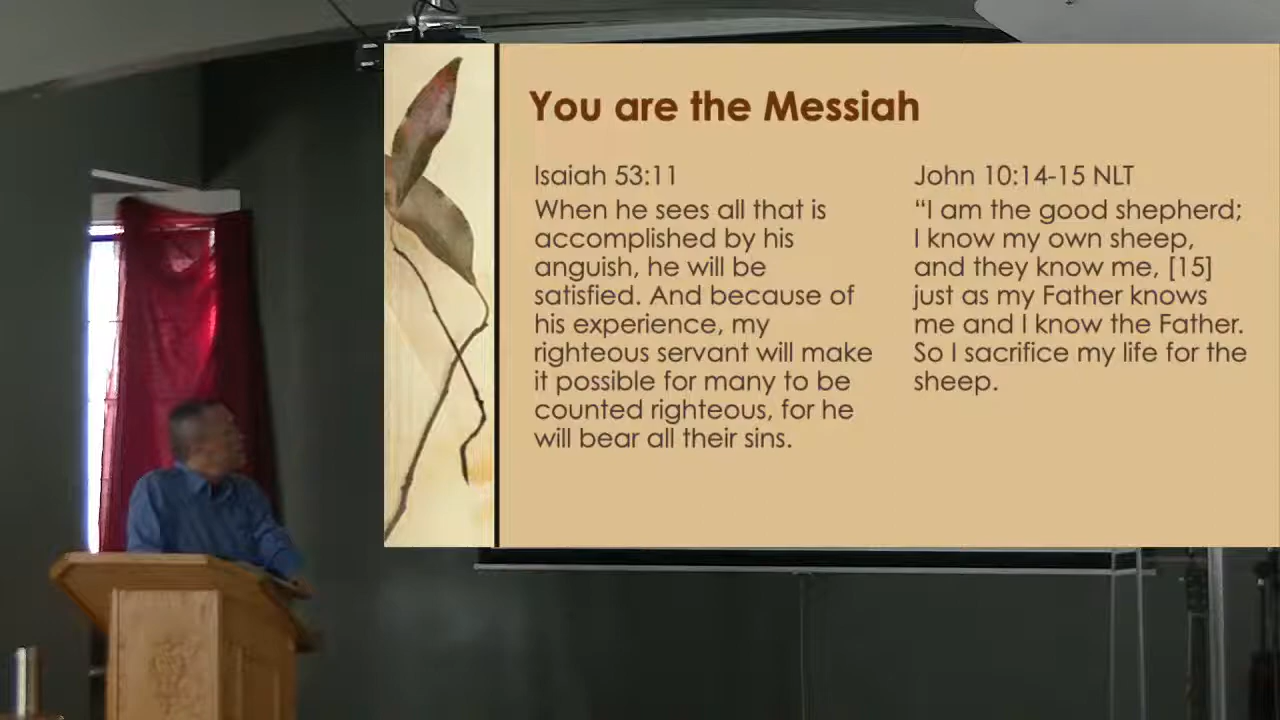 You are the Messiah
Isaiah 53:11
When he sees all that is
accomplished by his
anguish, he will be
satisfied. And because of
his experience, my
righteous servant will make
it possible for many to be
counted righteous, for he
will bear all their sins.
John 10:14-15 NLT
“I am the good shepherd;
I know my own sheep,
and they know me, [15]
just as my Father knows
me and I know the Father.
So I sacrifice my life for the
sheep.